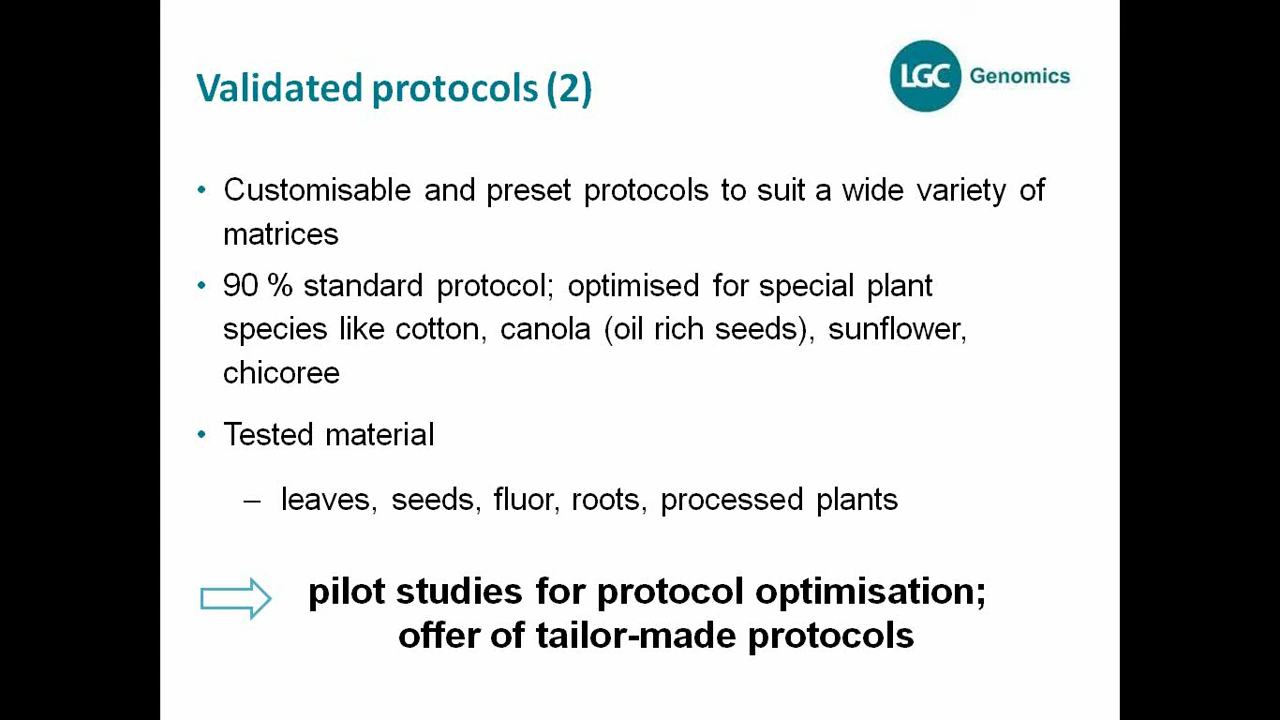 Validated protocols (2)
LGC Genomics
• Customisable and preset protocols to suit a wide variety of
matrices
• 90 % standard protocol; optimised for special plant
species like cotton, canola (oil rich seeds), sunflower,
chicoree
• Tested material
– leaves, seeds, fluor, roots, processed plants
pilot studies for protocol optimisation;
offer of tailor-made protocols